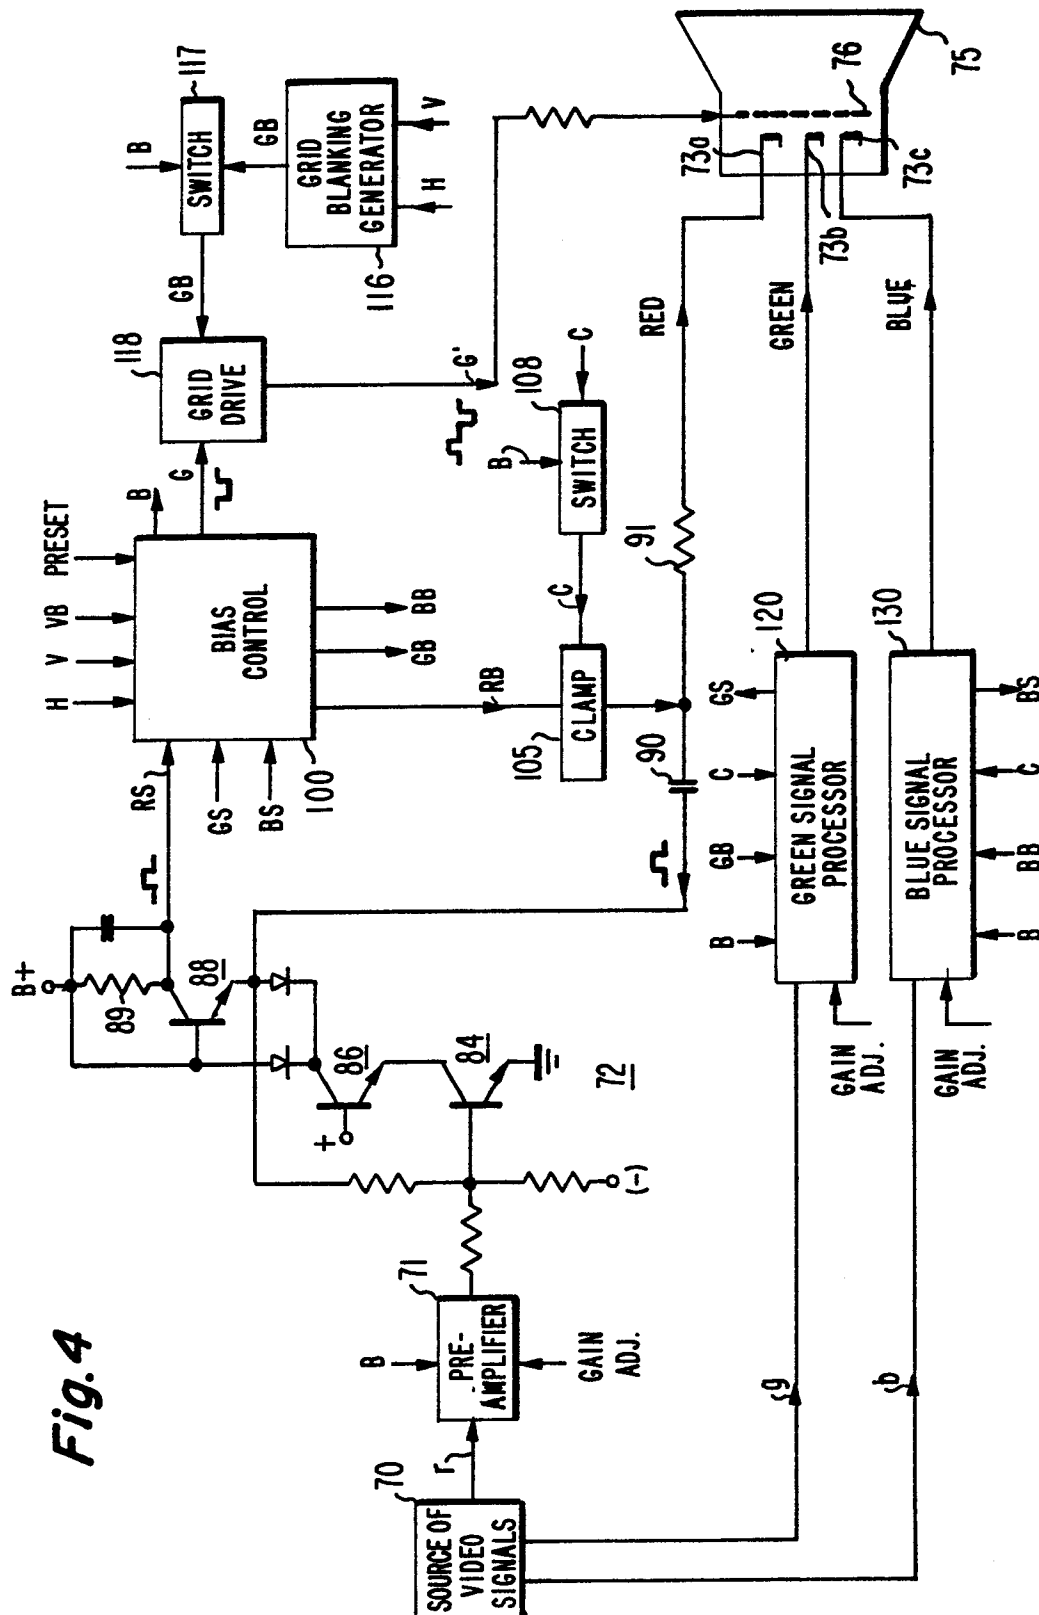 Fig. 4
SOURCE OF
VIDEO
SIGNALS
70
r
g
b
PRE-
AMPLIFIER
71
B
GAIN
ADJ.
(-)
72
84
86
+
88
89
B+
RS
GS
BS
H
V
VB
PRESET
BIAS
CONTROL
100
B
G
GB
BB
RB
GRID
DRIVE
118
GB
SWITCH
117
B
GB
GRID
BLANKING
GENERATOR
116
H
V
G'
CLAMP
105
C
SWITCH
108
B
C
90
91
RED
GREEN
BLUE
73a
73b
73c
76
75
GREEN SIGNAL
PROCESSOR
120
B
GB
C
GS
GAIN
ADJ.
BLUE SIGNAL
PROCESSOR
130
B
BB
C
BS
GAIN
ADJ.